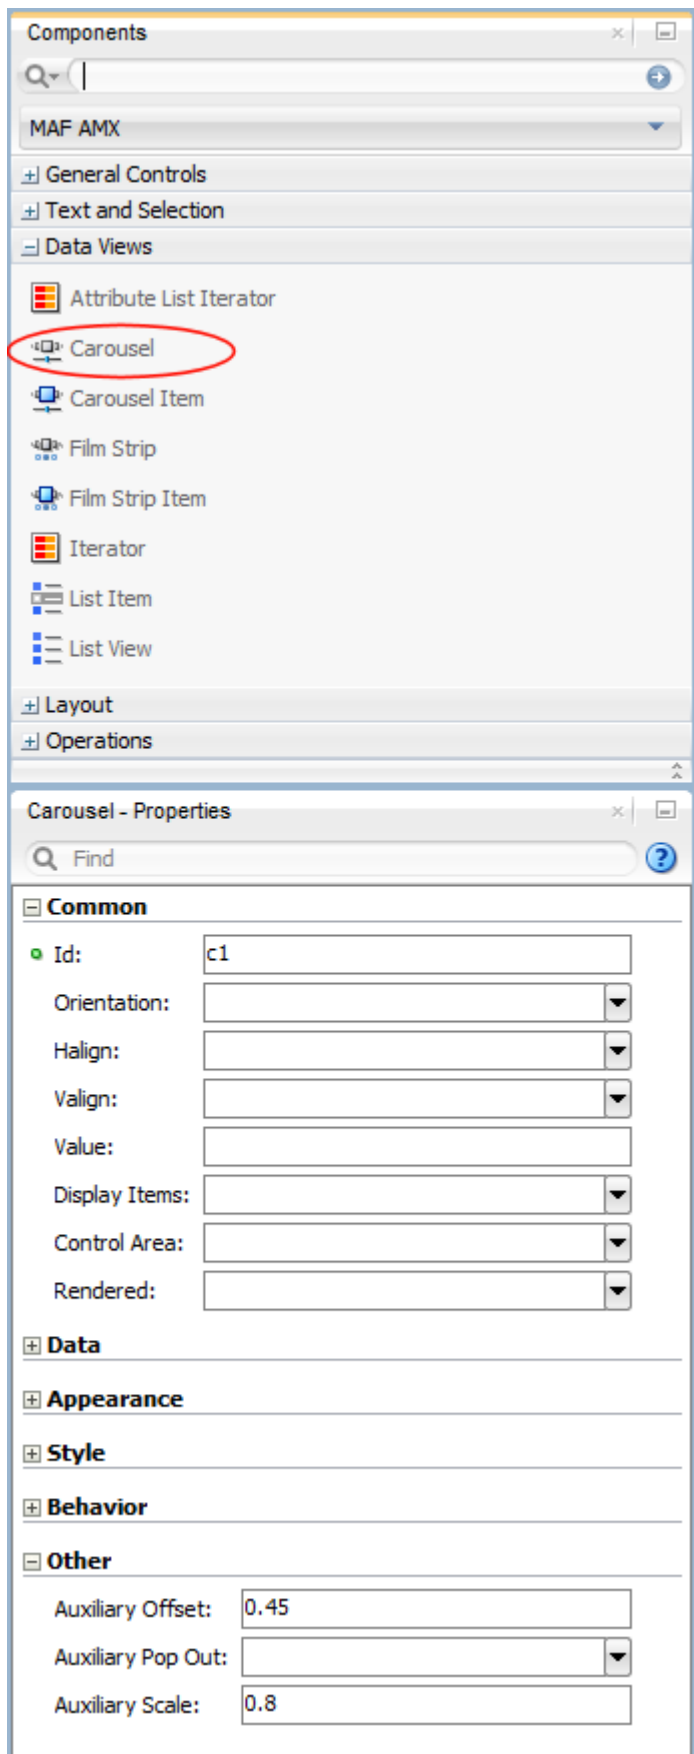 Components
MAF AMX
General Controls
Text and Selection
Data Views
Attribute List Iterator
Carousel
Carousel Item
Film Strip
Film Strip Item
Iterator
List Item
List View
Layout
Operations
Carousel - Properties
Find
Common
Id: c1
Orientation:
Halign:
Valign:
Value:
Display Items:
Control Area:
Rendered:
Data
Appearance
Style
Behavior
Other
Auxiliary Offset: 0.45
Auxiliary Pop Out:
Auxiliary Scale: 0.8